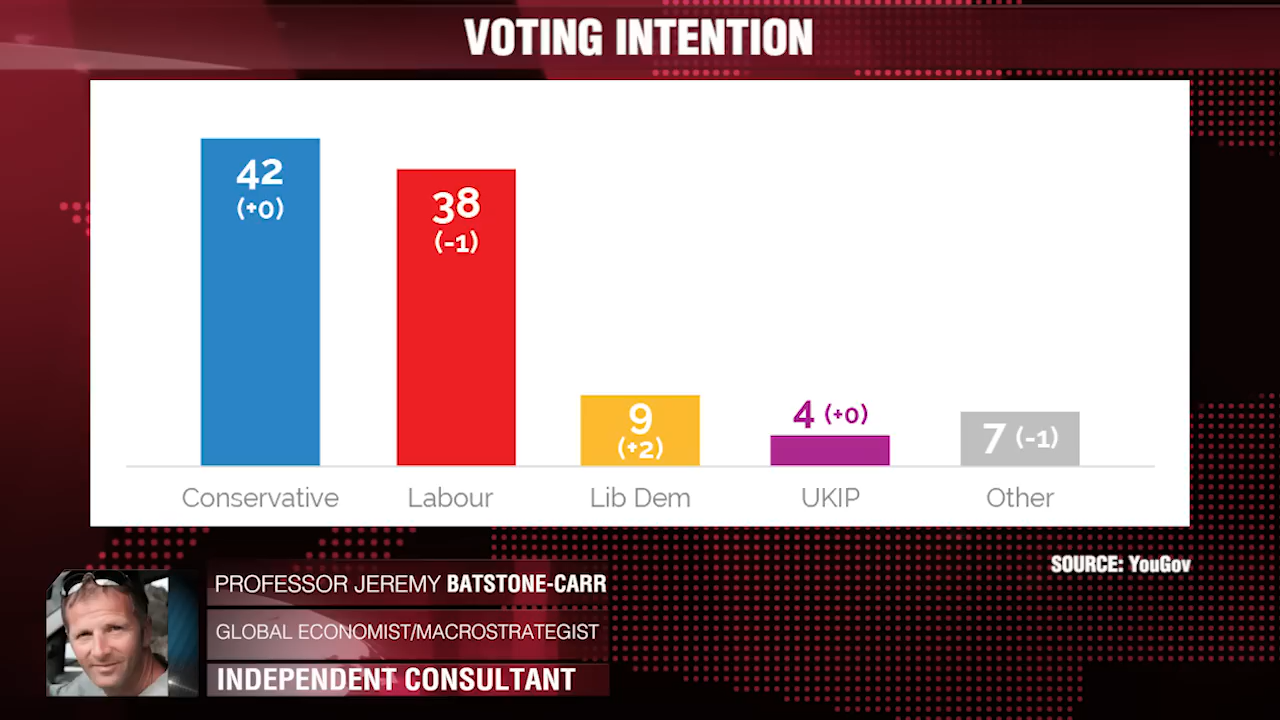 VOTING INTENTION
42
(+0)
38
(-1)
9
(+2)
4 (+0)
7 (-1)
Conservative
Labour
Lib Dem
UKIP
Other
SOURCE: YouGov
PROFESSOR JEREMY BATSTONE-CARR
GLOBAL ECONOMIST/MACROSTRATEGIST
INDEPENDENT CONSULTANT